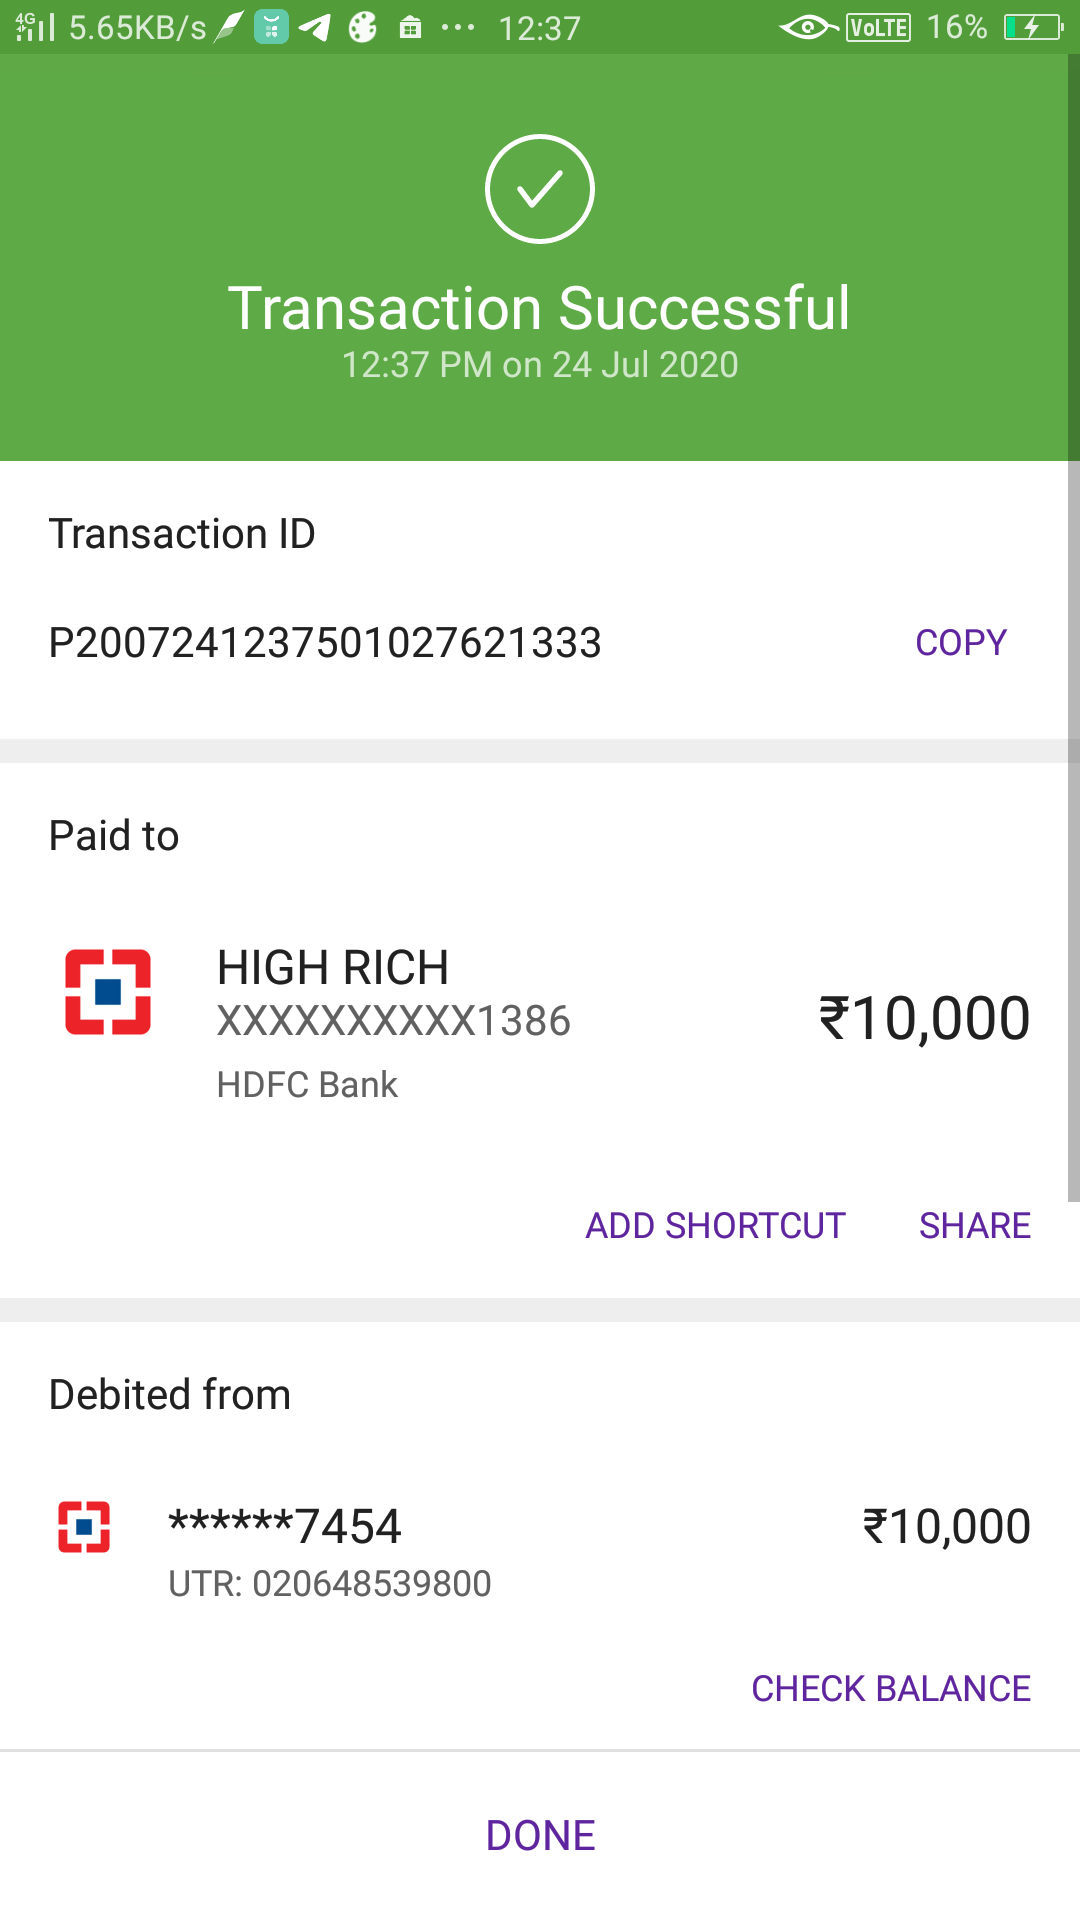 4G 5.65KB/s ... 12:37 VoLTE 16%
Transaction Successful
12:37 PM on 24 Jul 2020
Transaction ID
P2007241237501027621333 COPY
Paid to
HIGH RICH
XXXXXXXXXX1386 ₹10,000
HDFC Bank
ADD SHORTCUT SHARE
Debited from
******7454 ₹10,000
UTR: 020648539800
CHECK BALANCE
DONE